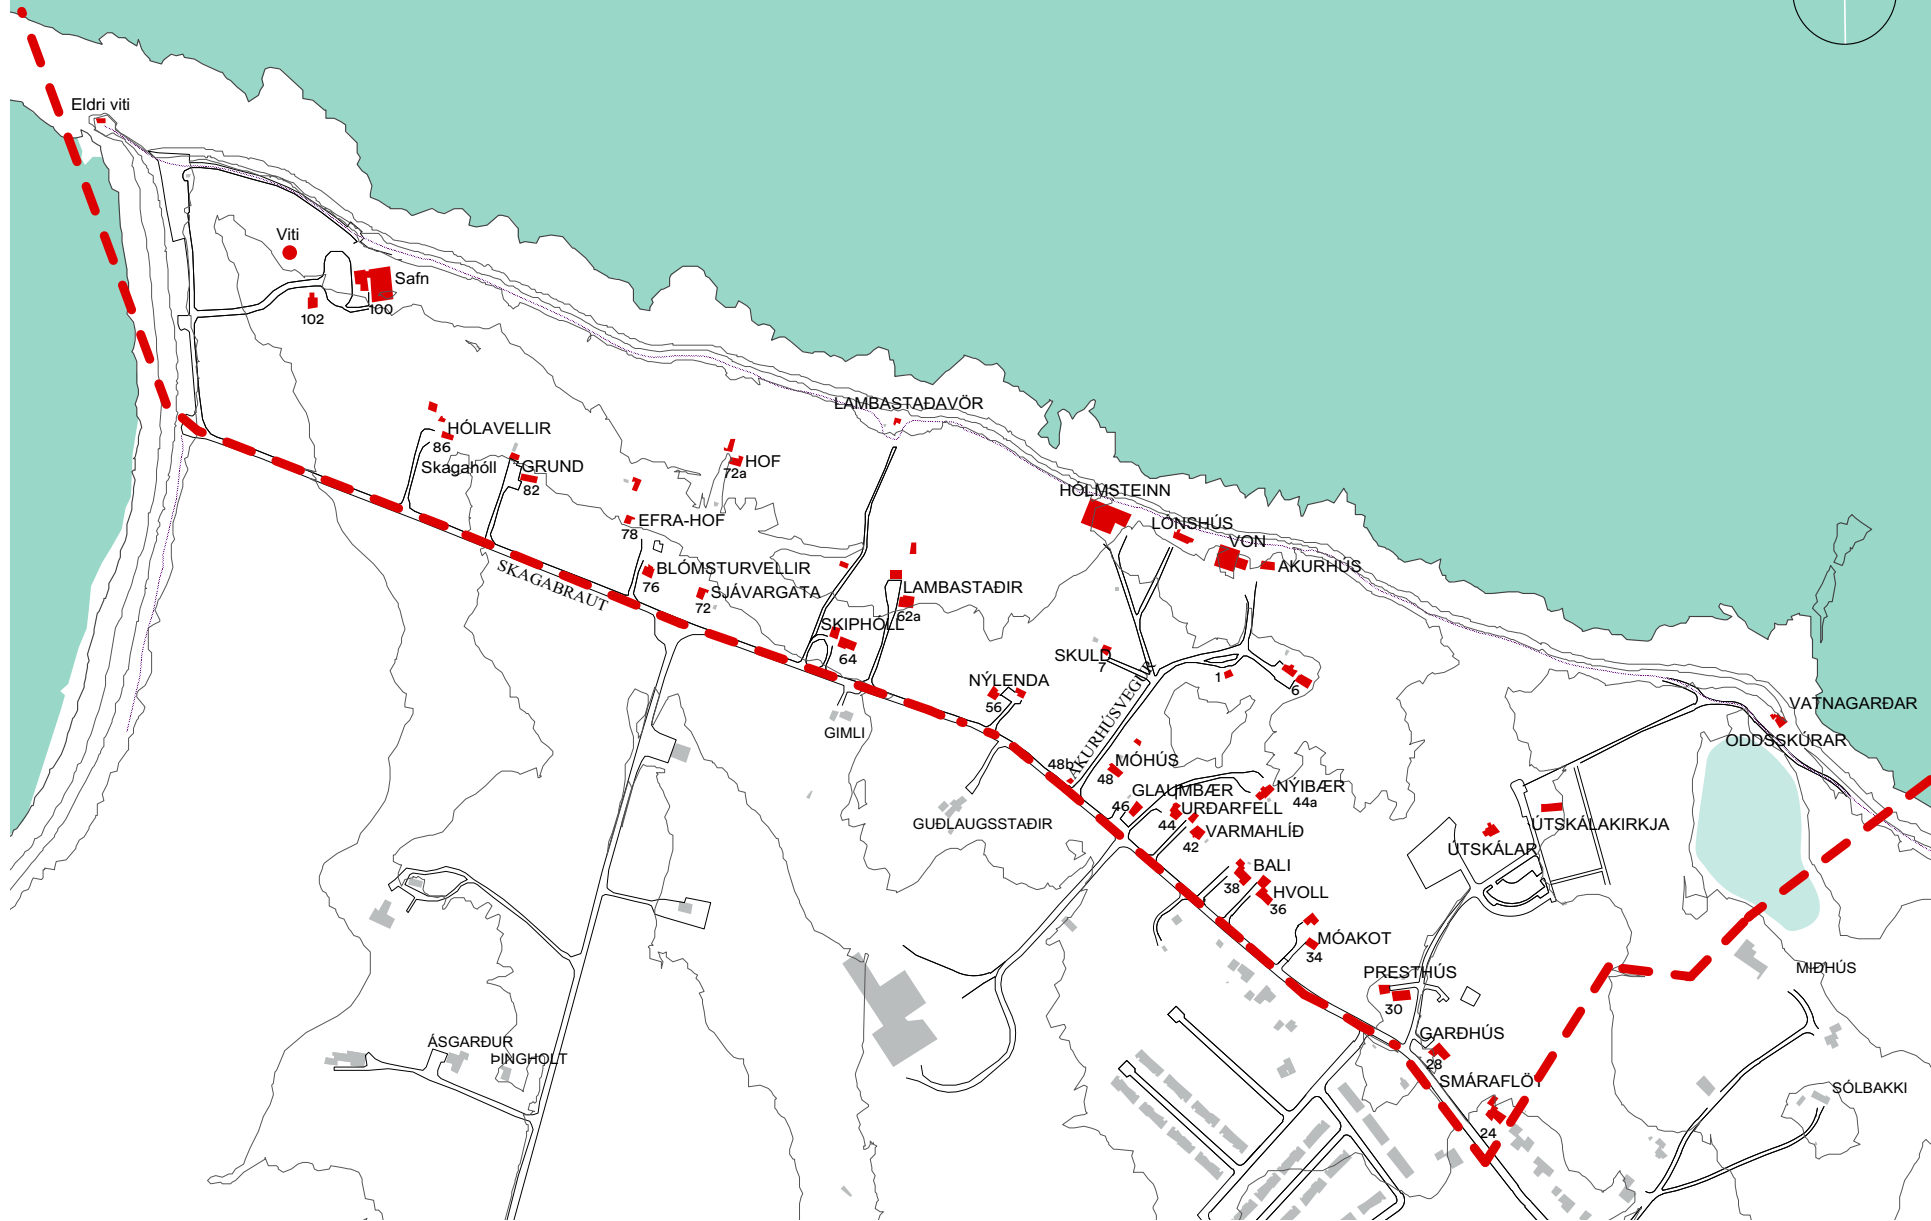 Eldri viti
Viti
Safn
102
100
LAMBASTAÐAVÖR
HÓLAVELLIR
86
Skagahóll
GRUND
82
HOF
72a
EFRA-HOF
78
HÓLMSTEINN
LÓNSHÚS
VON
AKURHÚS
SKAGABRAUT
BLÓMSTURVELLIR
76
SJÁVARGATA
72
LAMBASTAÐIR
62a
SKIPHÓLL
64
SKULD
7
1
6
NÝLENDA
56
GIMLI
ÁKURHÚSVEGUR
VATNAGARÐAR
ODDSSKÚRAR
48b
MÓHÚS
48
GLAUMBÆR
46
NÝIBÆR
44a
URÐARFELL
44
VARMAHLÍÐ
42
GUÐLAUGSSTAÐIR
ÚTSKÁLAKIRKJA
ÚTSKÁLAR
BALI
38
HVOLL
36
MÓAKOT
34
PRESTHÚS
30
MIÐHÚS
GARÐHÚS
28
ÁSGARÐUR
ÞINGHOLT
SMÁRAFLÖT
24
SÓLBAKKI